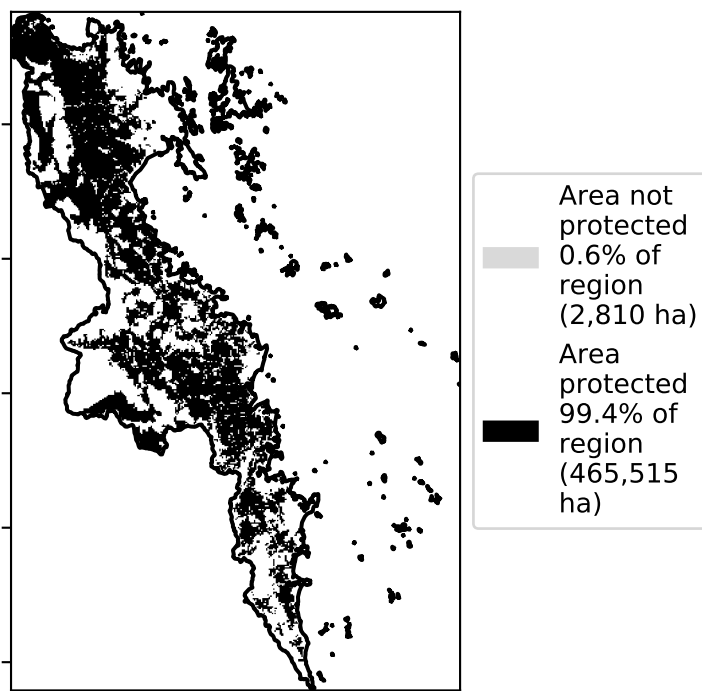 Area not
protected
0.6% of
region
(2,810 ha)
Area
protected
99.4% of
region
(465,515
ha)